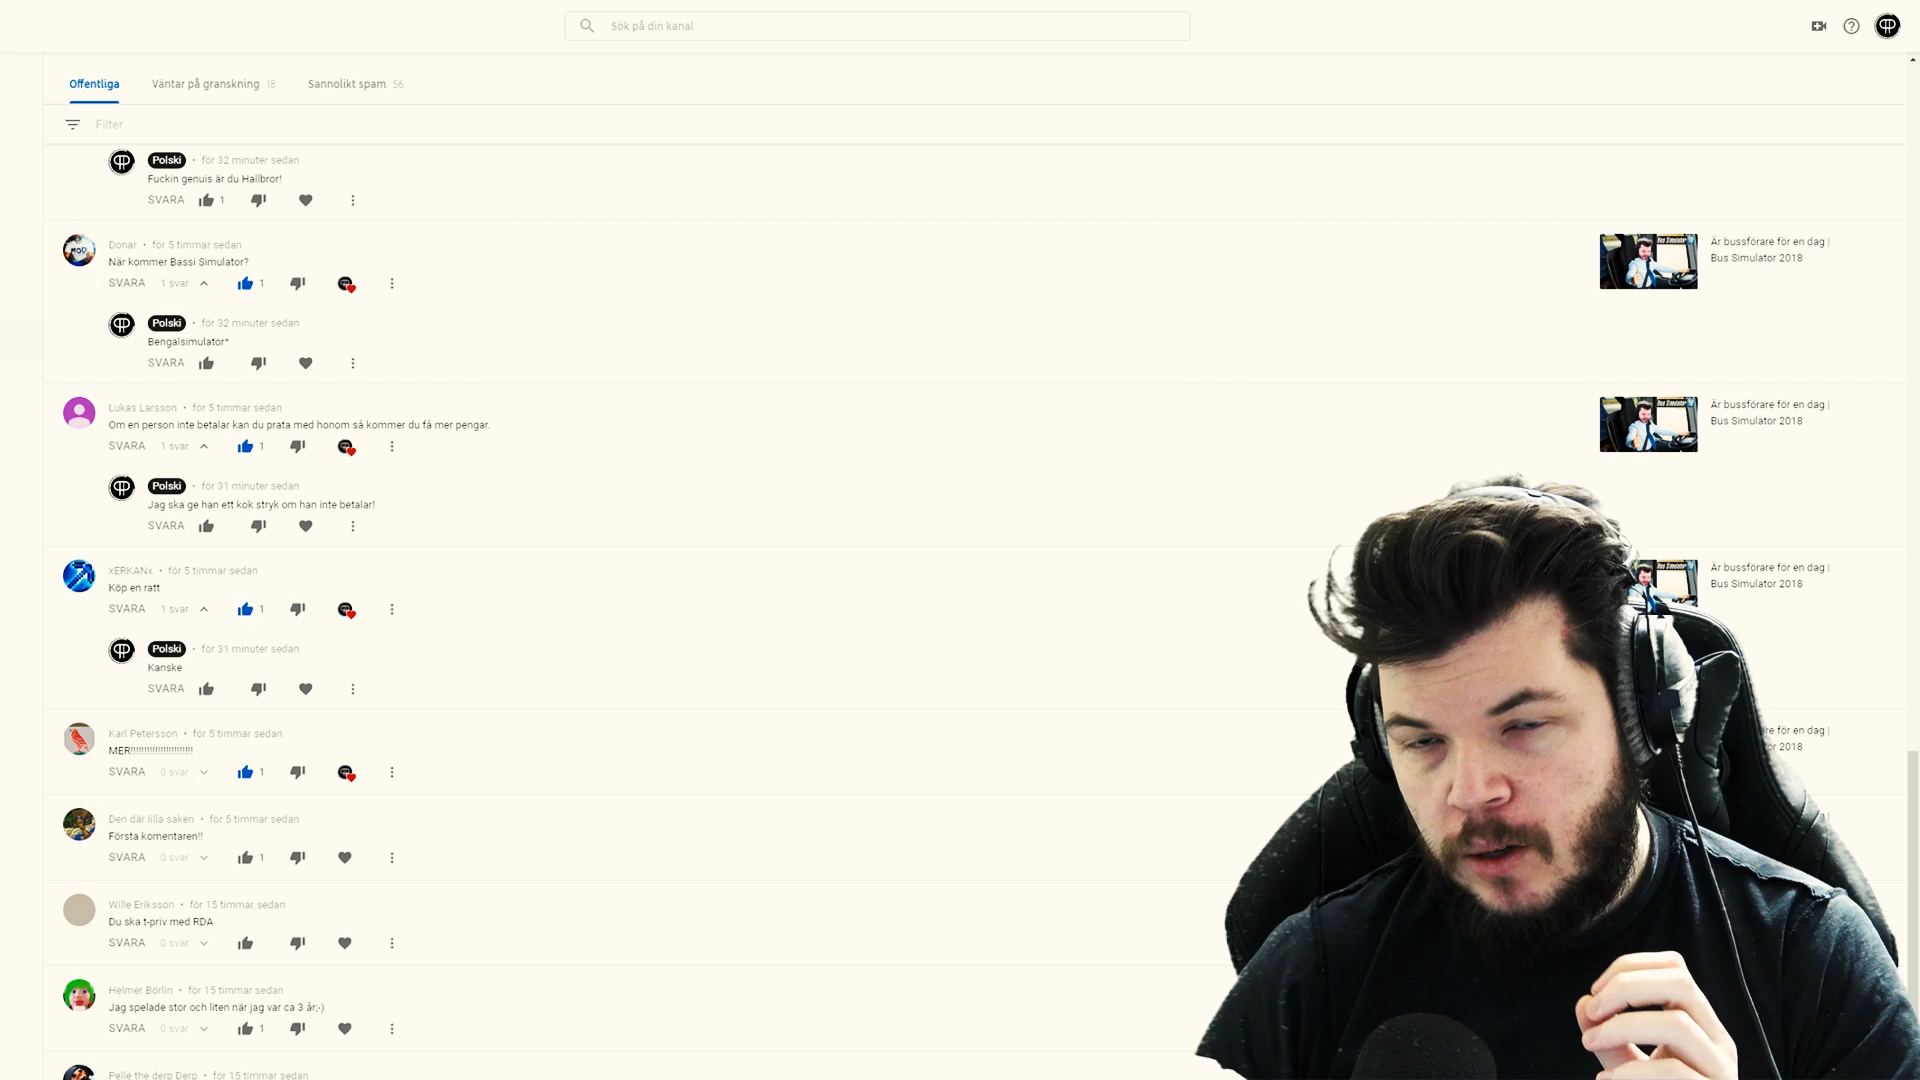 Sök på din kanal
Offentliga
Väntar på granskning 18
Sannolikt spam 56
Filter
Polski • för 32 minuter sedan
Fuckin genuis är du Hallbror!
SVARA 1
Donar • för 5 timmar sedan
När kommer Bassi Simulator?
SVARA 1 svar 1
Är bussförare för en dag |
Bus Simulator 2018
Polski • för 32 minuter sedan
Bengalsimulator*
SVARA
Lukas Larsson • för 5 timmar sedan
Om en person inte betalar kan du prata med honom så kommer du få mer pengar.
SVARA 1 svar 1
Är bussförare för en dag |
Bus Simulator 2018
Polski • för 31 minuter sedan
Jag ska ge han ett kok stryk om han inte betalar!
SVARA
xERKANx • för 5 timmar sedan
Köp en ratt
SVARA 1 svar 1
Är bussförare för en dag |
Bus Simulator 2018
Polski • för 31 minuter sedan
Kanske
SVARA
Karl Petersson • för 5 timmar sedan
MER!!!!!!!!!!!!!!!!!!!!!!!!
SVARA 0 svar 1
re för en dag |
or 2018
Den där lilla saken • för 5 timmar sedan
Första komentaren!!
SVARA 0 svar 1
Wille Eriksson • för 15 timmar sedan
Du ska t-priv med RDA
SVARA 0 svar
Helmer Börlin • för 15 timmar sedan
Jag spelade stor och liten när jag var ca 3 år;-)
SVARA 0 svar 1
Pelle the derp Derp • för 15 timmar sedan